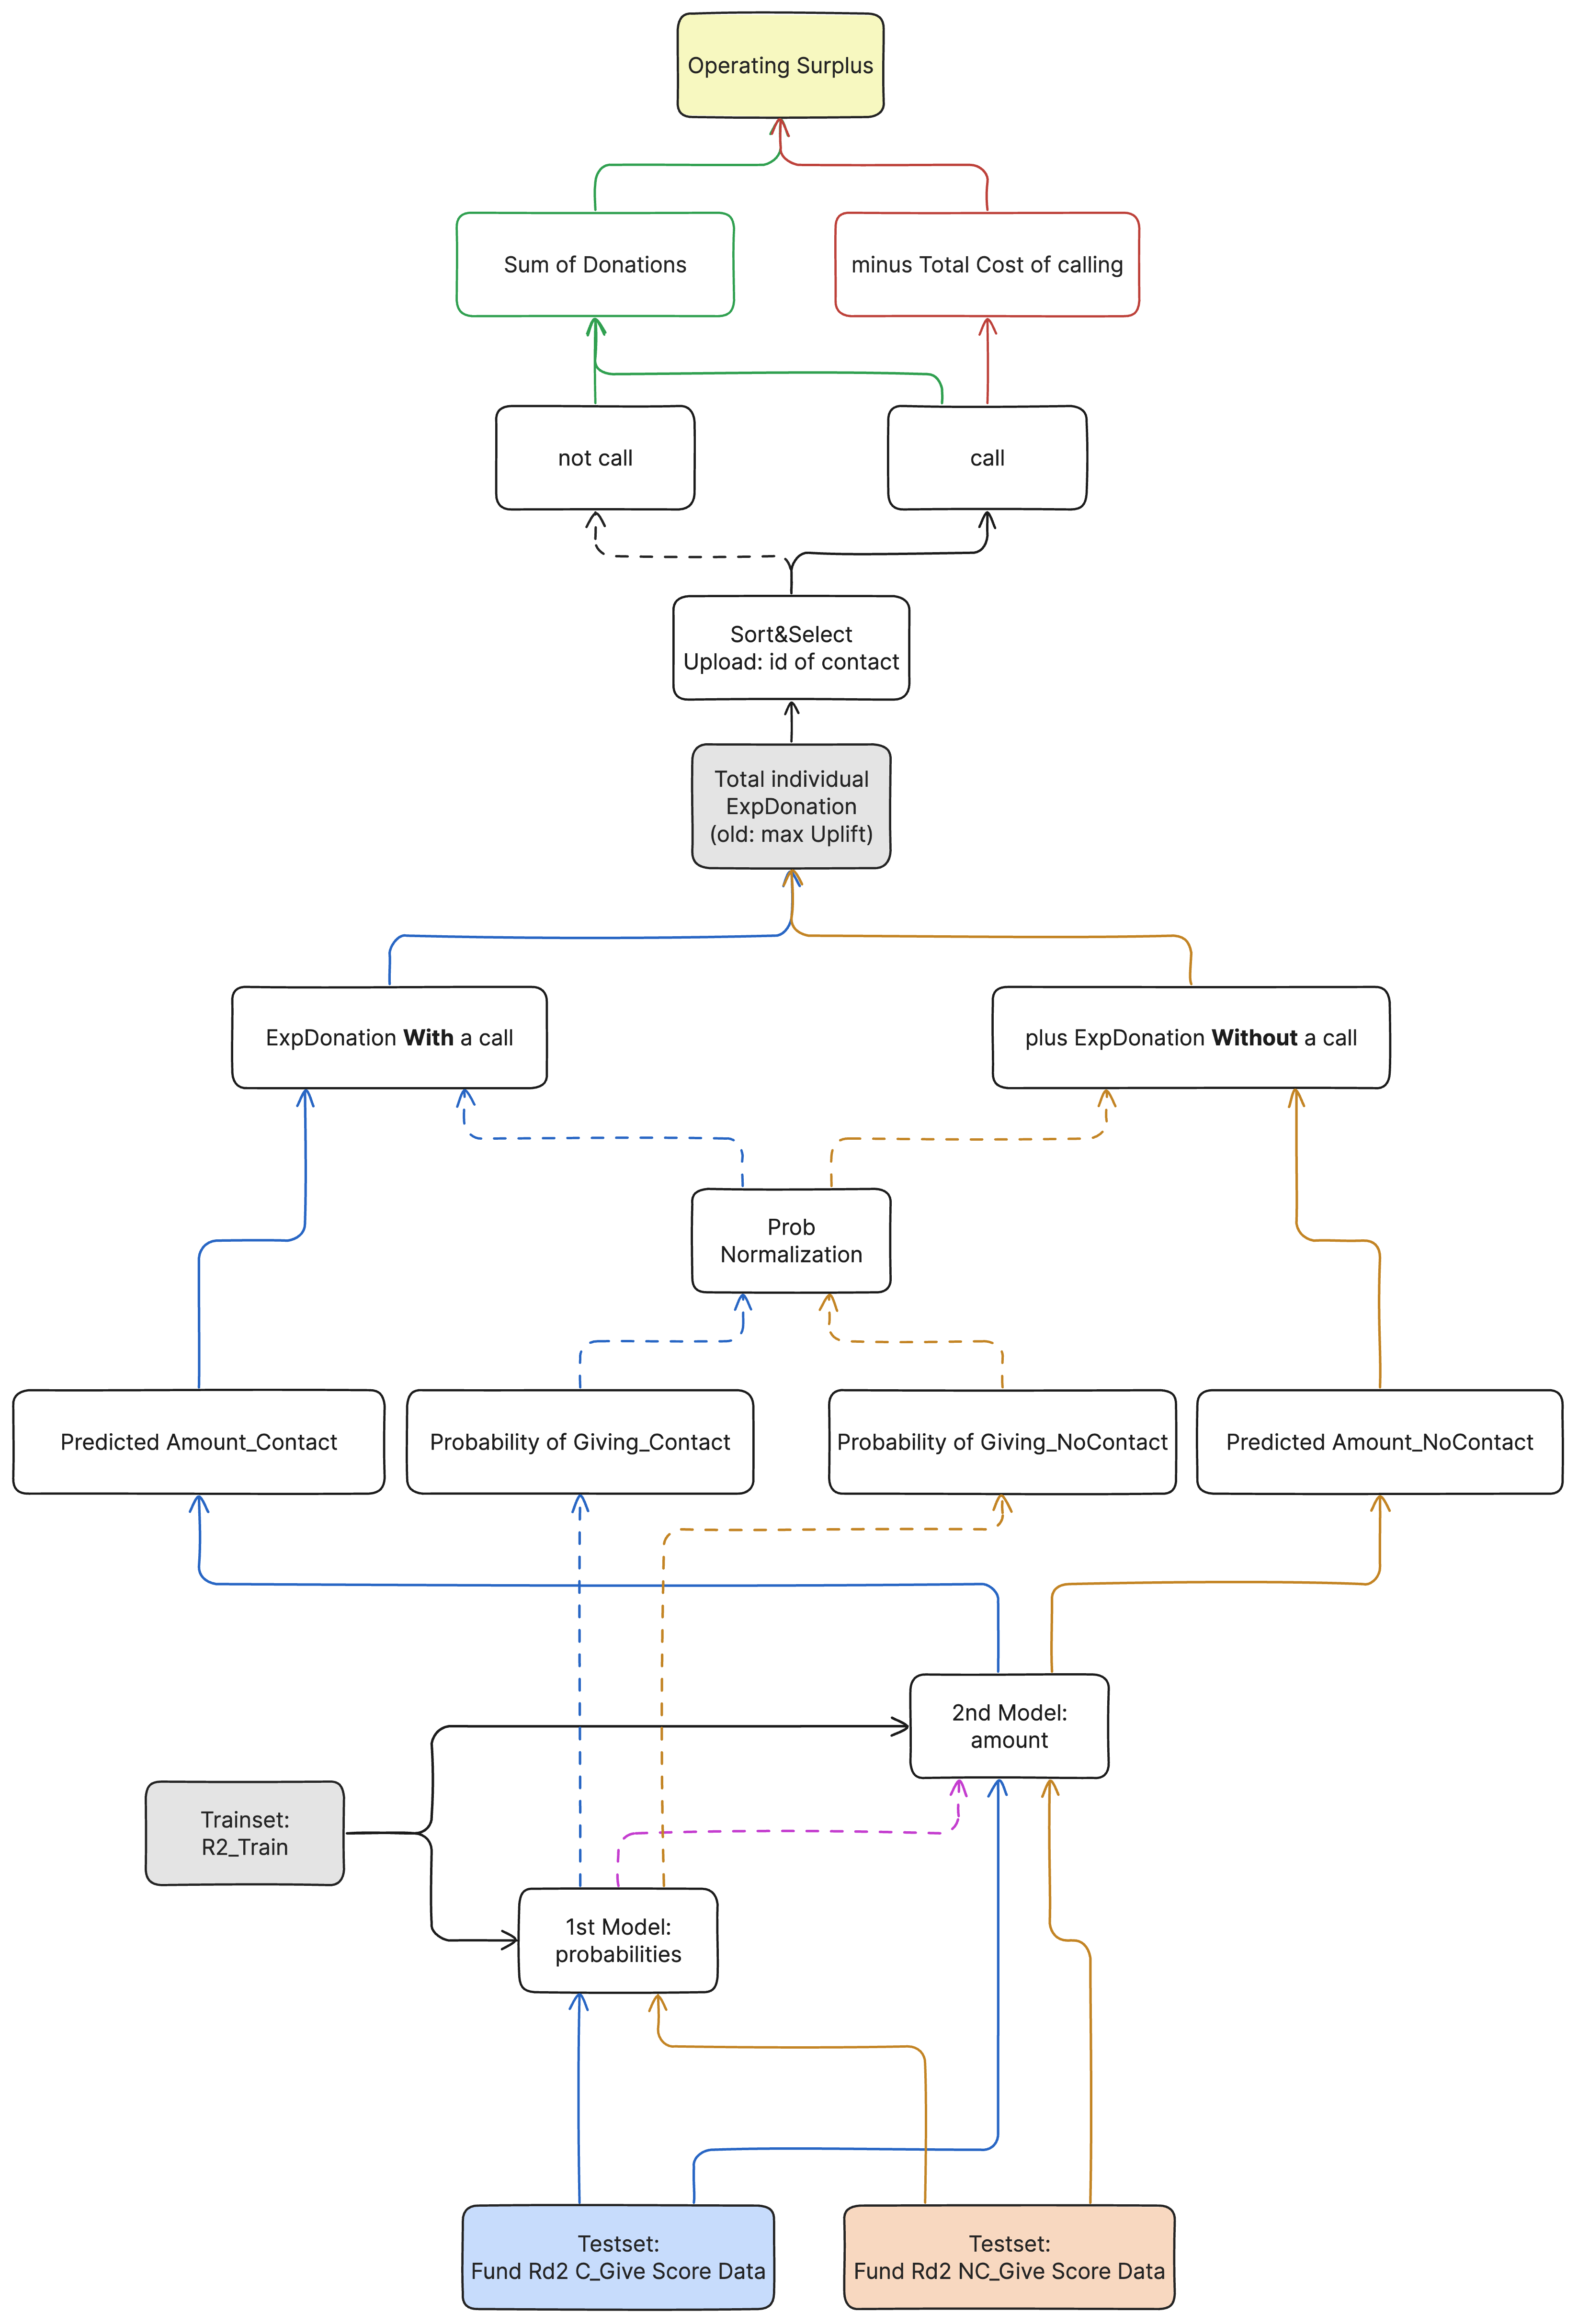 Operating Surplus
Sum of Donations
minus Total Cost of calling
not call
call
Sort&Select
Upload: id of contact
Total individual
ExpDonation
(old: max Uplift)
ExpDonation With a call
plus ExpDonation Without a call
Prob
Normalization
Predicted Amount_Contact
Probability of Giving_Contact
Probability of Giving_NoContact
Predicted Amount_NoContact
2nd Model:
amount
Trainset:
R2_Train
1st Model:
probabilities
Testset:
Fund Rd2 C_Give Score Data
Testset:
Fund Rd2 NC_Give Score Data